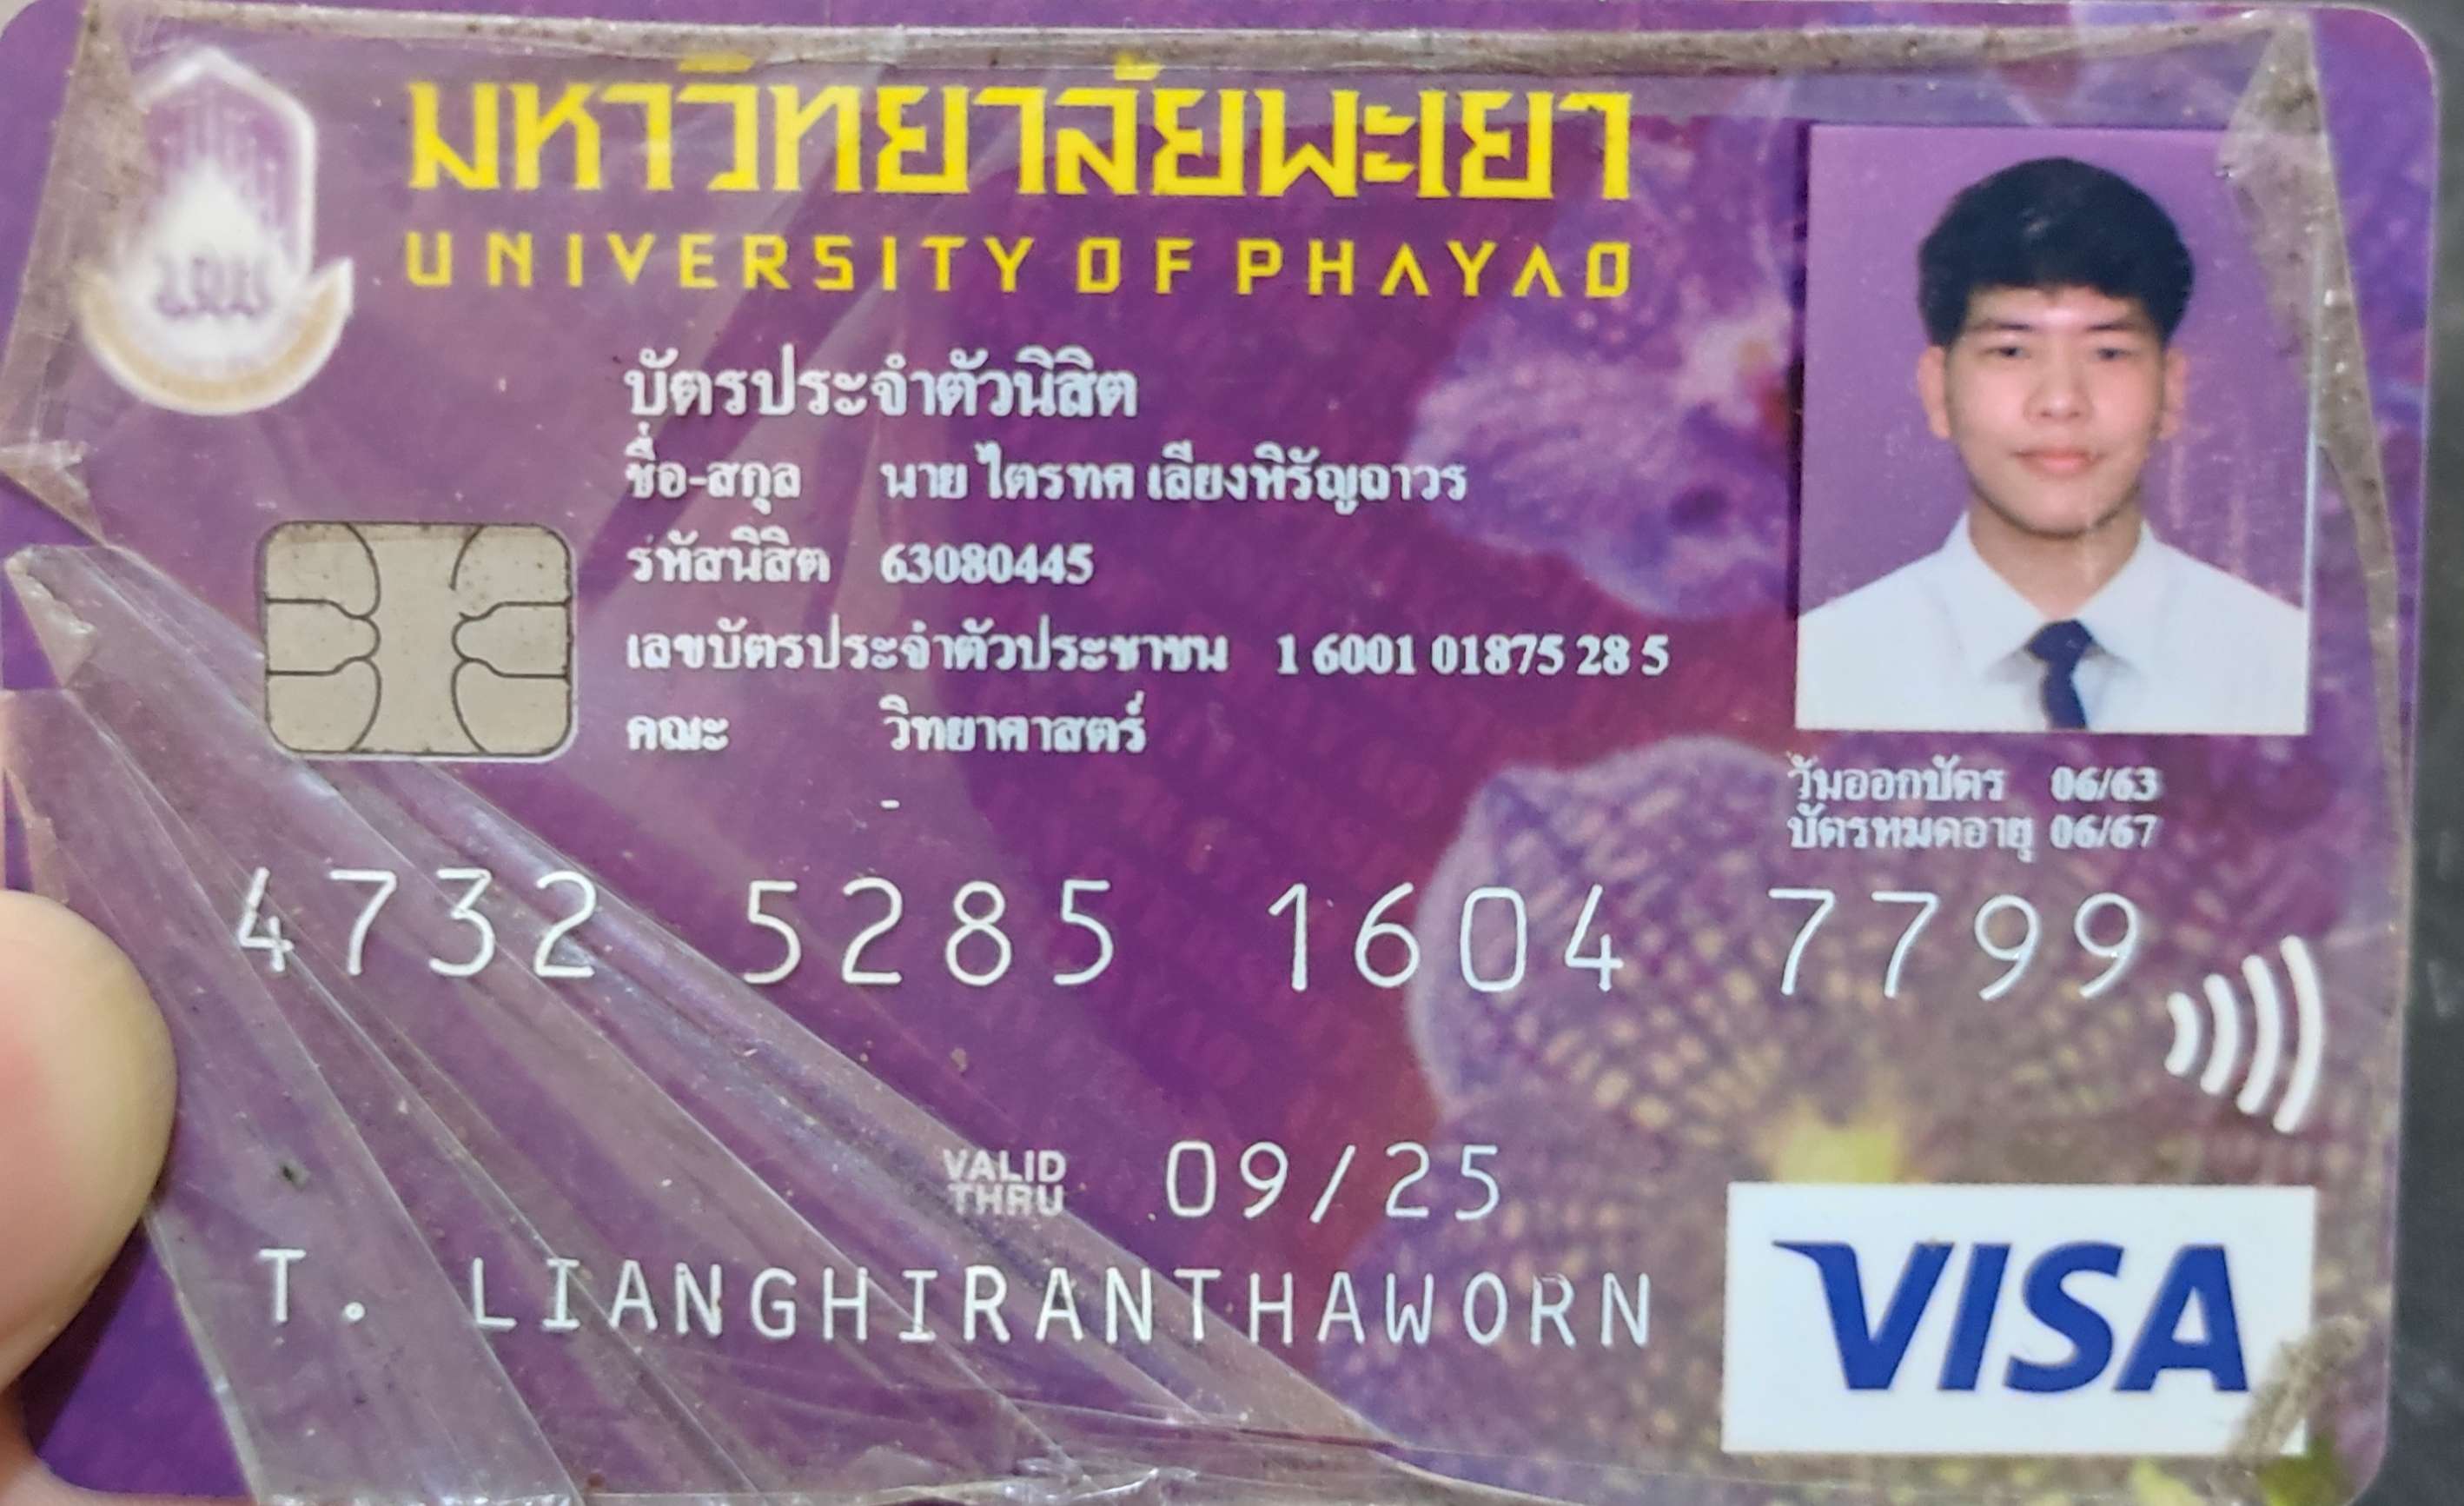 มหาวิทยาลัยพะเยา
UNIVERSITY OF PHAYAO
บัตรประจำตัวนิสิต
ชื่อ-สกุล นาย ไตรทศ เลียงหิรัญถาวร
รหัสนิสิต 63080445
เลขบัตรประจำตัวประชาชน 1 6001 01875 28 5
คณะ วิทยาศาสตร์
-
วันออกบัตร 06/63
บัตรหมดอายุ 06/67
4732 5285 1604 7799
VALID THRU 09/25
T. LIANGHIRANTHAWORN
VISA